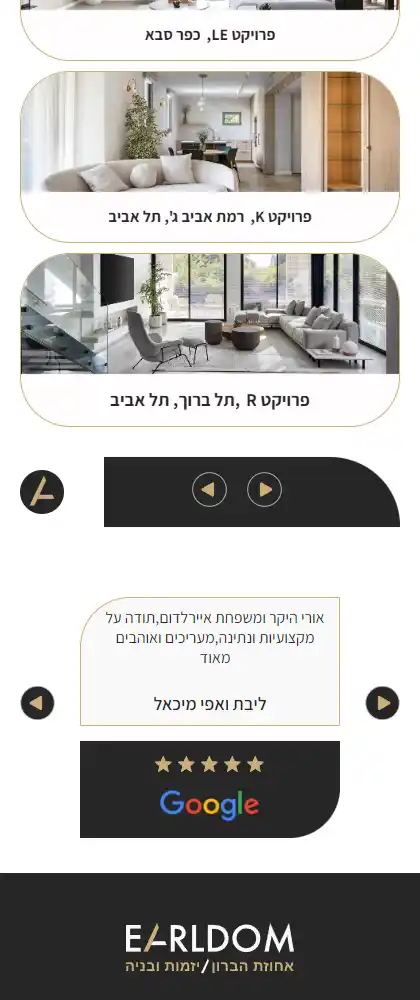 פרויקט LE, כפר סבא
פרויקט K, רמת אביב ג', תל אביב
פרויקט R ,תל ברוך, תל אביב
אורי היקר ומשפחת איירלדום,תודה על
מקצועיות ונתינה,מעריכים ואוהבים
מאוד
ליבת ואפי מיכאל
Google
EARLDOM
אחוזת הברון/יזמות ובניה